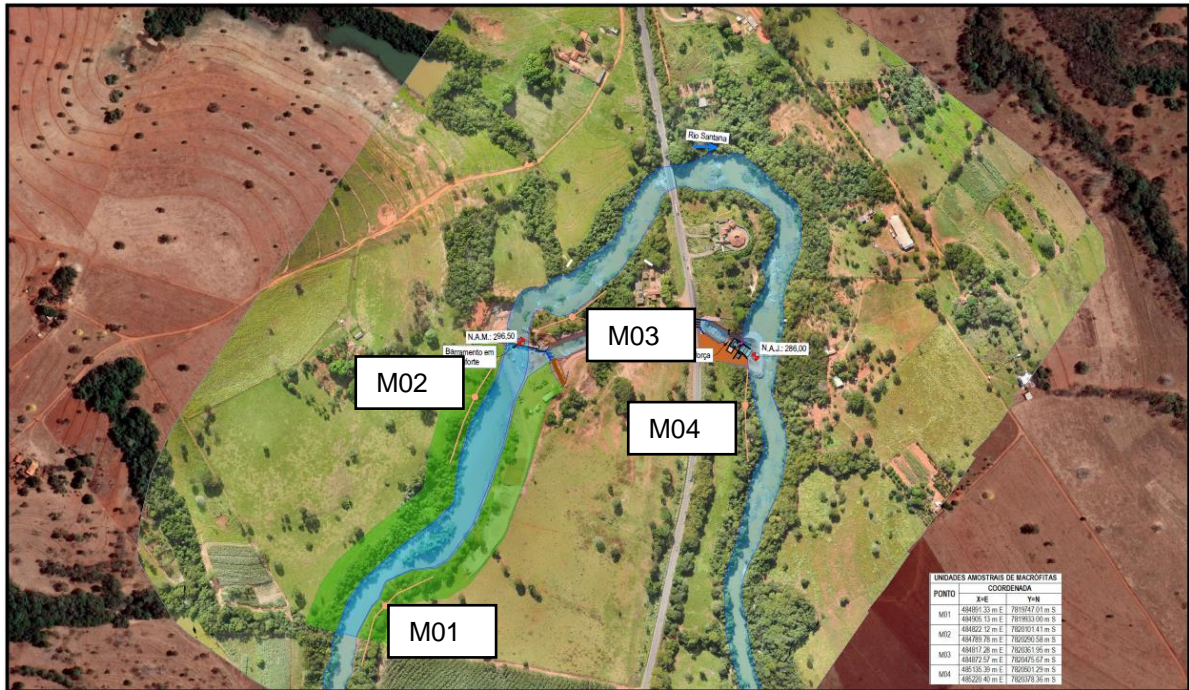 Rio Santana
N.A.M.: 296,50
M03
Barramento em
forte
N.A.J.: 286,00
orça
M02
M04
M01
UNIDADES AMOSTRAIS DE MACRÓFITAS
PONTO COORDENADA
X=E Y=N
M01 484891.33 m E 7819747.01 m S
484905.13 m E 7819933.00 m S
M02 484822.12 m E 7820101.41 m S
484789.78 m E 7820290.58 m S
M03 484817.28 m E 7820361.95 m S
484872.57 m E 7820475.67 m S
M04 485135.39 m E 7820501.29 m S
485220.40 m E 7820378.36 m S